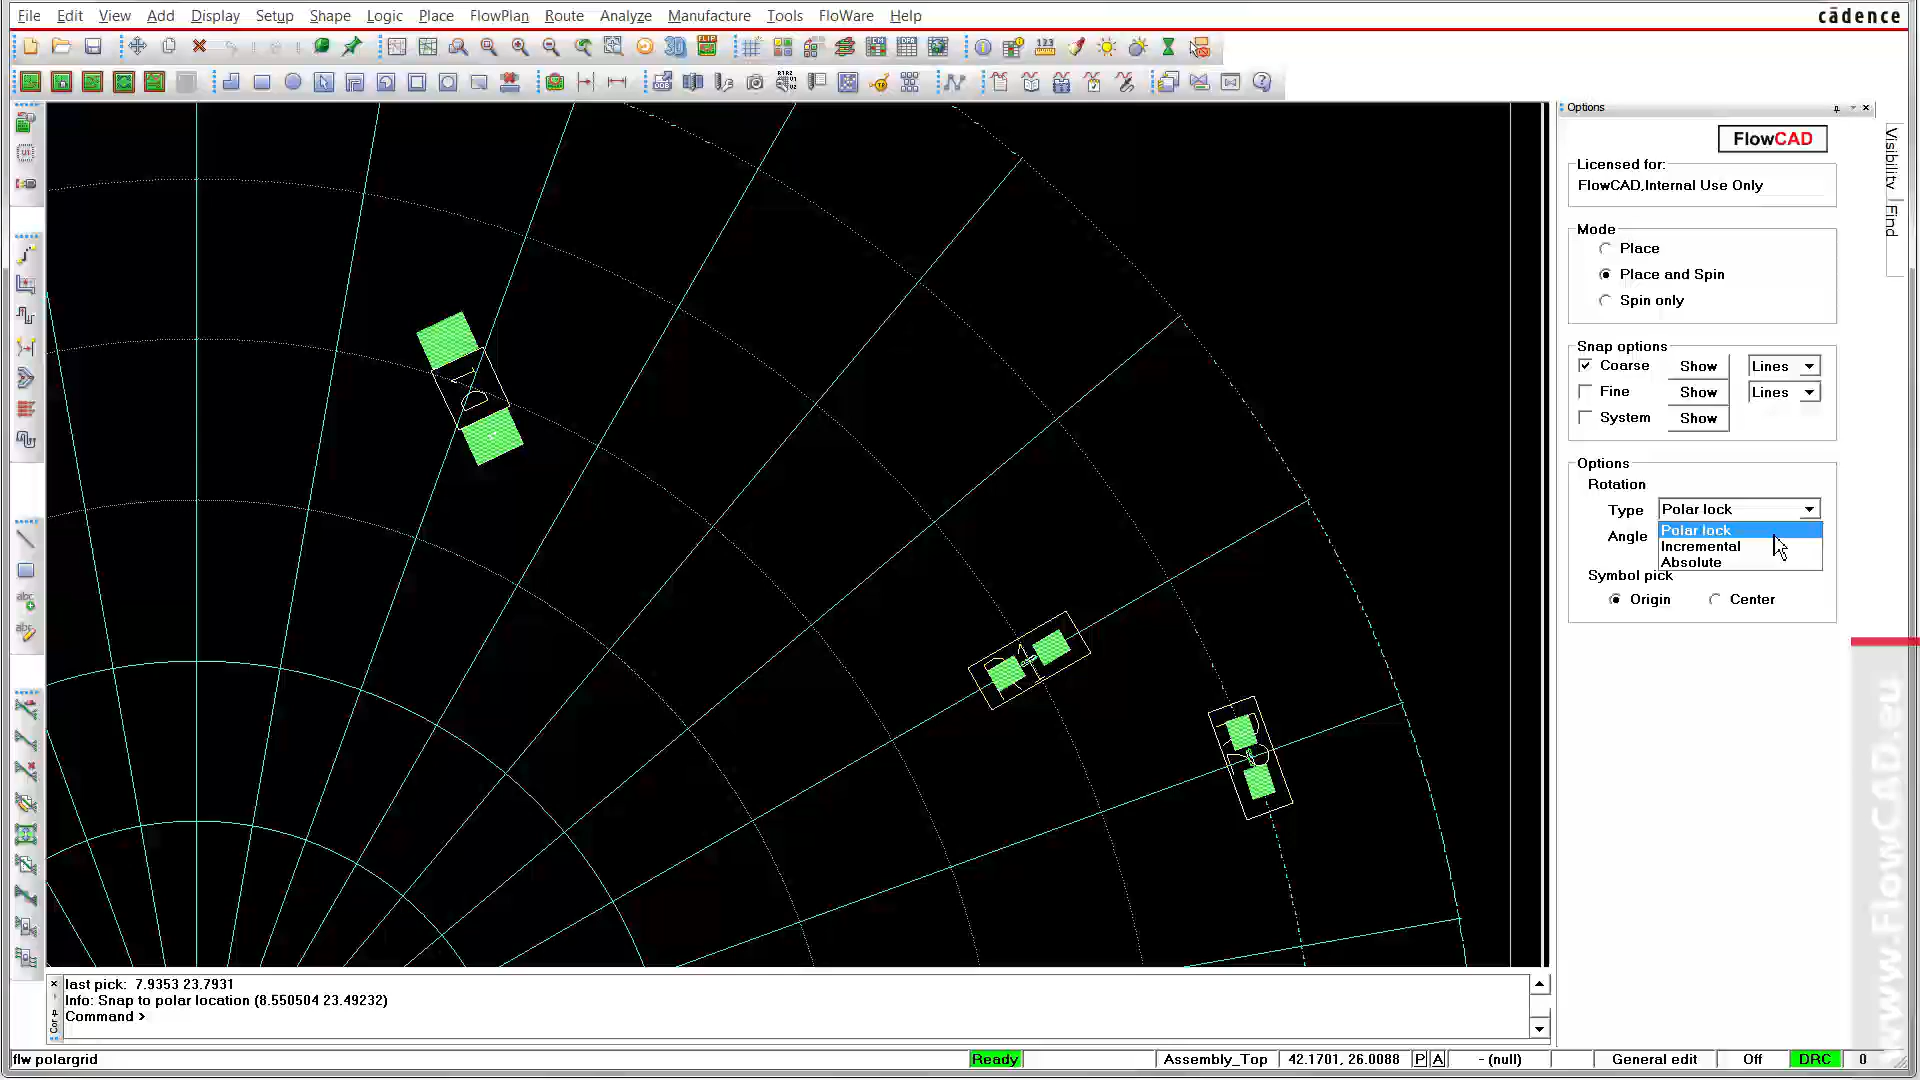 File Edit View Add Display Setup Shape Logic Place FlowPlan Route Analyze Manufacture Tools FloWare Help
cādence
Options
FlowCAD
Licensed for:
FlowCAD,Internal Use Only
Mode
Place
Place and Spin
Spin only
Snap options
Coarse Show Lines
Fine Show Lines
System Show
Options
Rotation
Type Polar lock
Polar lock
Angle
Incremental
Absolute
Symbol pick
Origin Center
Visibility
Find
www.FlowCAD.eu
last pick: 7.9353 23.7931
Info: Snap to polar location (8.550504 23.49232)
Command >
flw polargrid Ready Assembly_Top 42.1701, 26.0088 P A - (null) General edit Off DRC 0